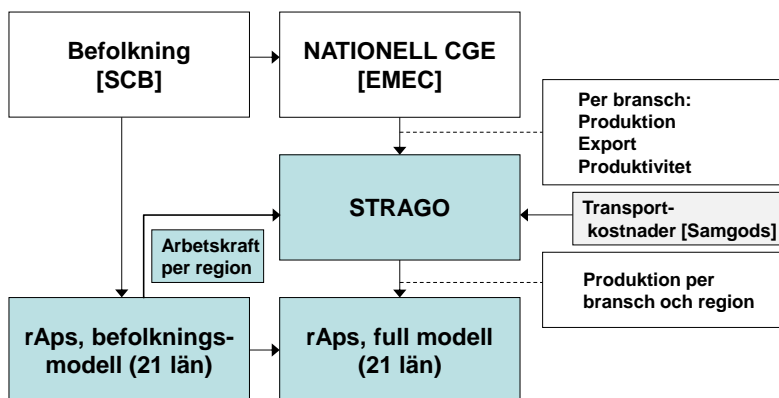 Befolkning
[SCB]
NATIONELL CGE
[EMEC]
Per bransch:
Produktion
Export
Produktivitet
STRAGO
Transport-
kostnader [Samgods]
Arbetskraft
per region
Produktion per
bransch och region
rAps, befolknings-
modell (21 län)
rAps, full modell
(21 län)